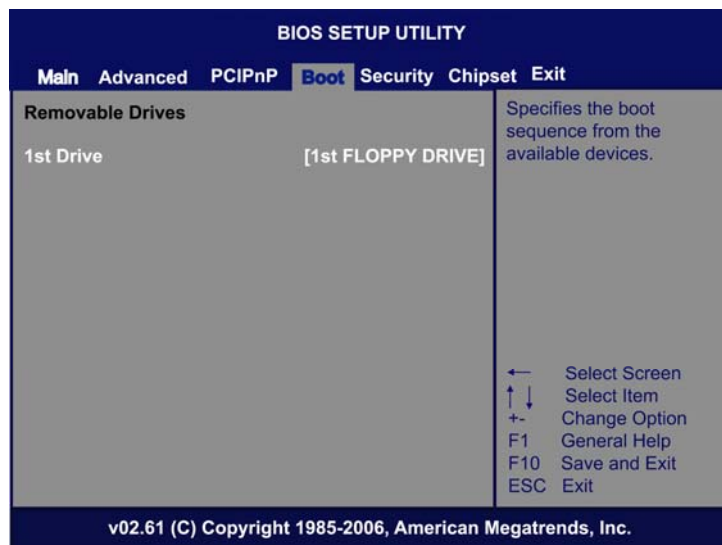 BIOS SETUP UTILITY
Main Advanced PCIPnP Boot Security Chipset Exit
Removable Drives
1st Drive [1st FLOPPY DRIVE]
Specifies the boot
sequence from the
available devices.
← Select Screen
↑ ↓ Select Item
+- Change Option
F1 General Help
F10 Save and Exit
ESC Exit
v02.61 (C) Copyright 1985-2006, American Megatrends, Inc.